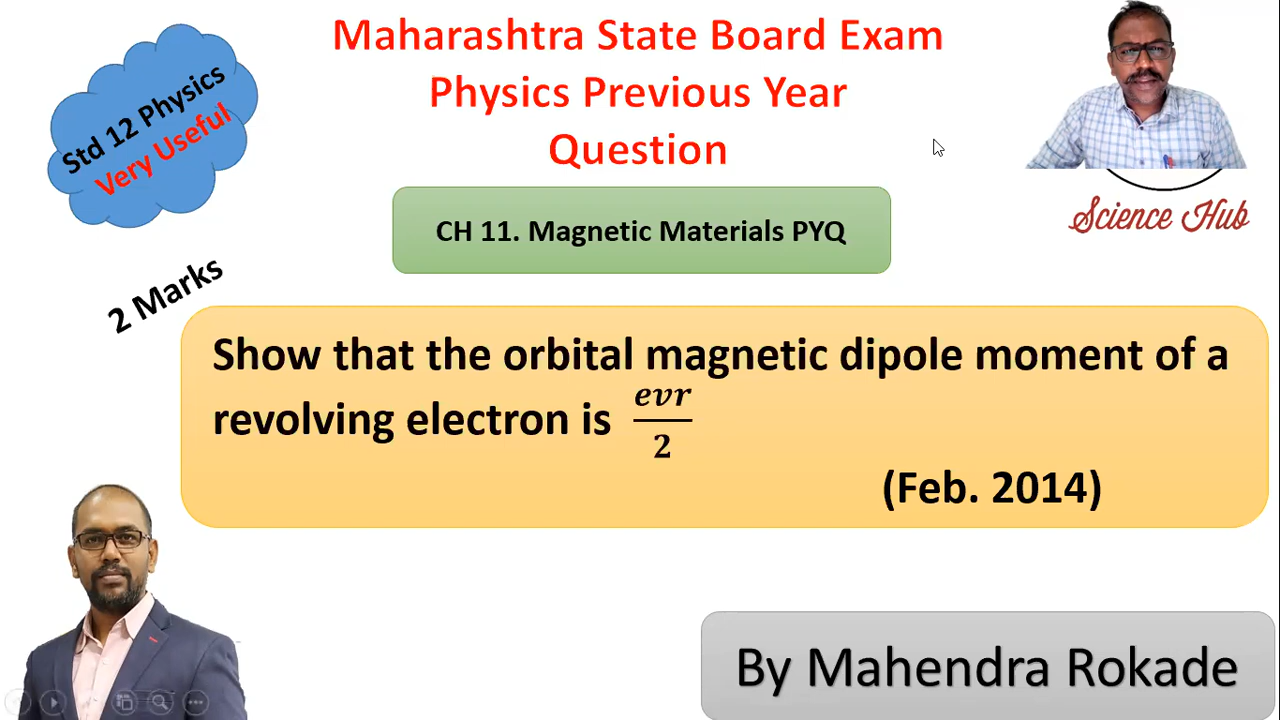 Maharashtra State Board Exam
Physics Previous Year
Question
Std 12 Physics
Very Useful
Science Hub
CH 11. Magnetic Materials PYQ
2 Marks
Show that the orbital magnetic dipole moment of a
revolving electron is evr/2
(Feb. 2014)
By Mahendra Rokade